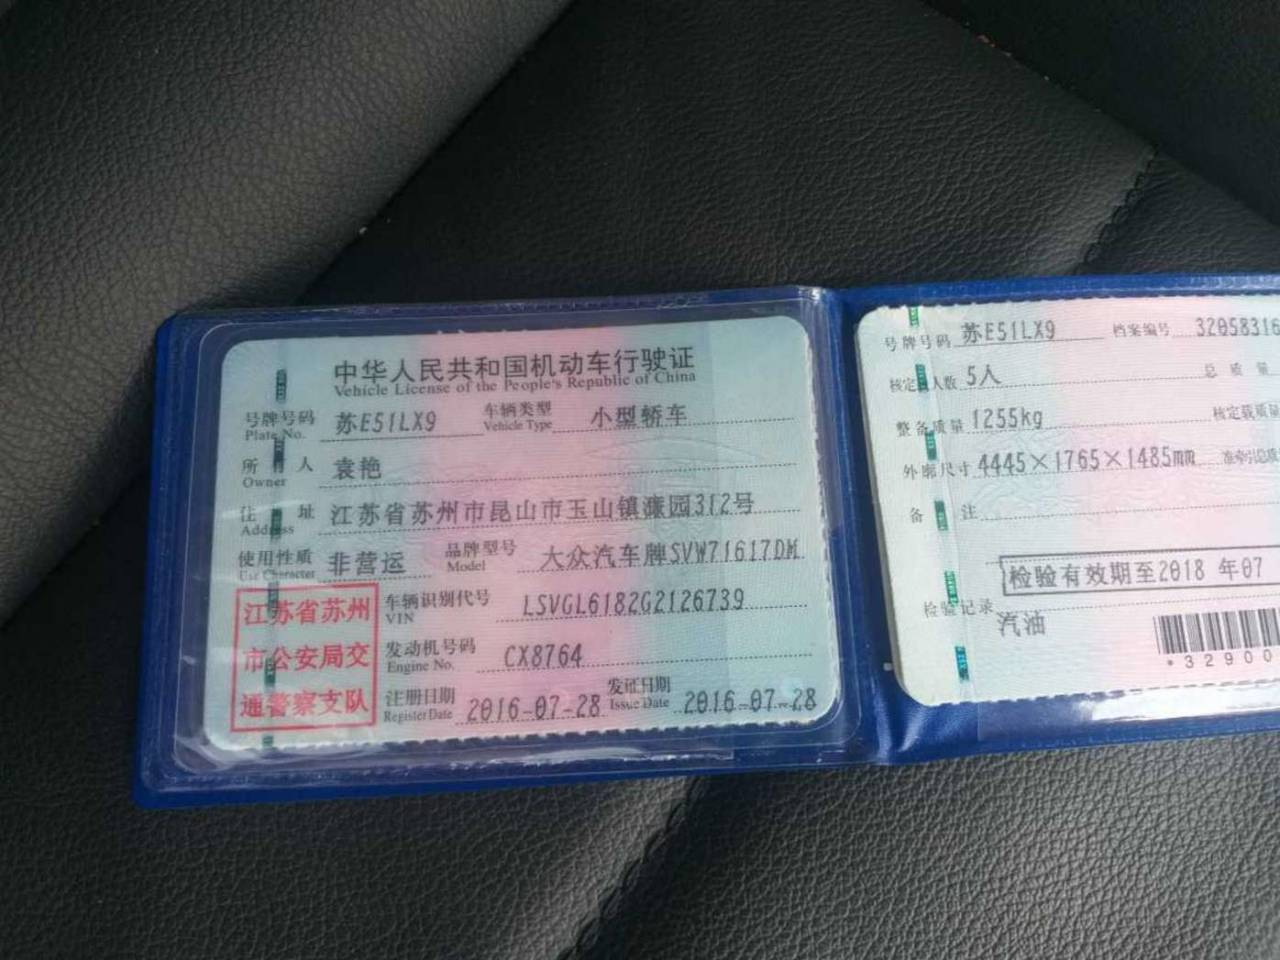 中华人民共和国机动车行驶证
Vehicle License of the People's Republic of China
号牌号码 苏E51LX9 车辆类型 小型轿车
Plate No. Vehicle Type
所 人 袁艳
Owner
住 址 江苏省苏州市昆山市玉山镇濂园312号
Address
使用性质 非营运 品牌型号 大众汽车牌SVW71617DM
Use Character Model
江苏省苏州
市公安局交
通警察支队
车辆识别代号 LSVGL6182G2126739
VIN
发动机号码 CX8764
Engine No.
注册日期 2016-07-28 发证日期 2016-07-28
Register Date Issue Date
号牌号码 苏E51LX9 档案编号 32058316
核定 人数 5人 总 质 量
整备质量 1255kg 核定载质量
外廓尺寸 4445×1765×1485mm 准牵引总质
备 注
检验有效期至2018 年07
检验记录
汽油
*32900